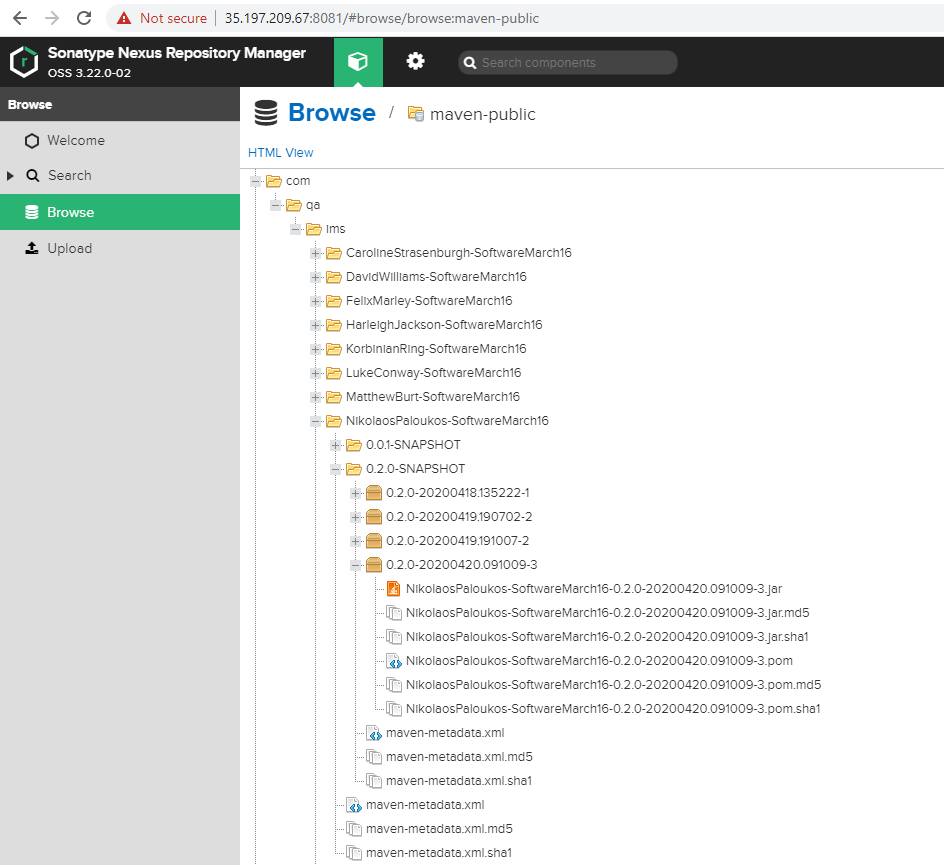 Not secure | 35.197.209.67:8081/#browse/browse:maven-public
Sonatype Nexus Repository Manager
OSS 3.22.0-02
Search components
Browse
Welcome
Search
Browse
Upload
Browse / maven-public
HTML View
com
qa
lms
CarolineStrasenburgh-SoftwareMarch16
DavidWilliams-SoftwareMarch16
FelixMarley-SoftwareMarch16
HarleighJackson-SoftwareMarch16
KorbinianRing-SoftwareMarch16
LukeConway-SoftwareMarch16
MatthewBurt-SoftwareMarch16
NikolaosPaloukos-SoftwareMarch16
0.0.1-SNAPSHOT
0.2.0-SNAPSHOT
0.2.0-20200418.135222-1
0.2.0-20200419.190702-2
0.2.0-20200419.191007-2
0.2.0-20200420.091009-3
NikolaosPaloukos-SoftwareMarch16-0.2.0-20200420.091009-3.jar
NikolaosPaloukos-SoftwareMarch16-0.2.0-20200420.091009-3.jar.md5
NikolaosPaloukos-SoftwareMarch16-0.2.0-20200420.091009-3.jar.sha1
NikolaosPaloukos-SoftwareMarch16-0.2.0-20200420.091009-3.pom
NikolaosPaloukos-SoftwareMarch16-0.2.0-20200420.091009-3.pom.md5
NikolaosPaloukos-SoftwareMarch16-0.2.0-20200420.091009-3.pom.sha1
maven-metadata.xml
maven-metadata.xml.md5
maven-metadata.xml.sha1
maven-metadata.xml
maven-metadata.xml.md5
maven-metadata.xml.sha1